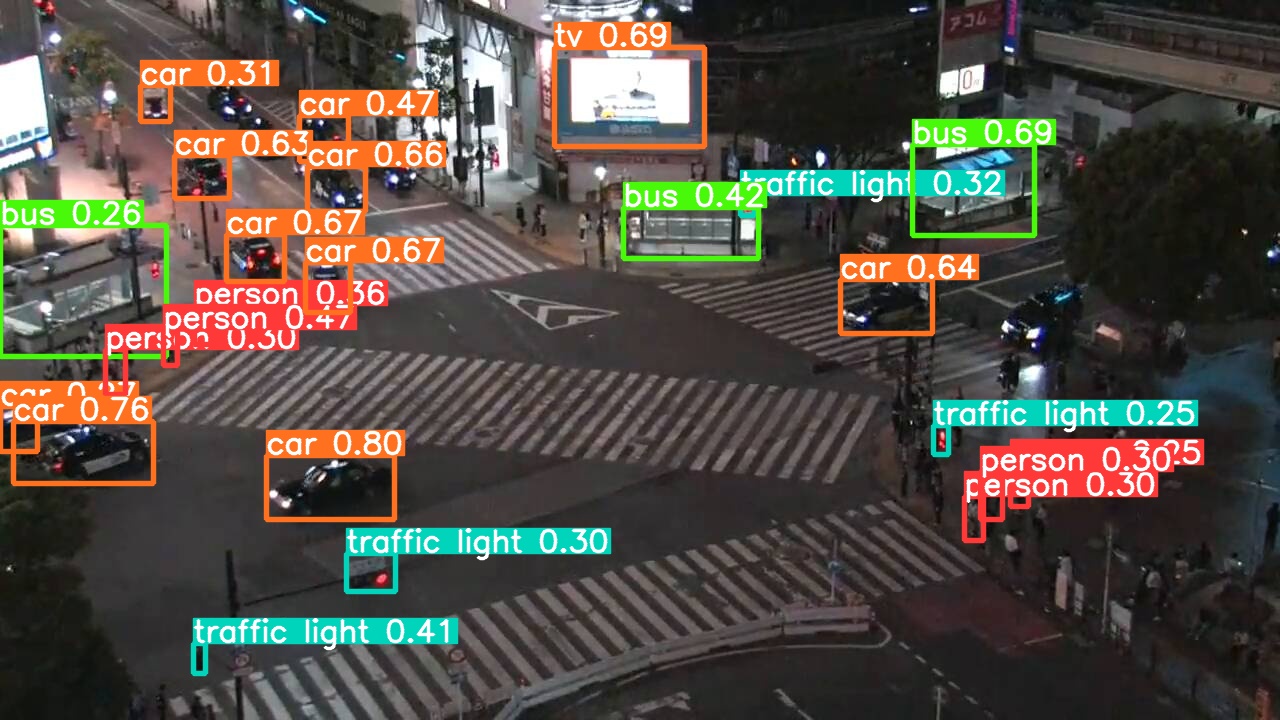 tv 0.69
アコム
car 0.31
car 0.47
bus 0.69
car 0.63
car 0.66
traffic light 0.32
bus 0.42
bus 0.26
car 0.67
car 0.67
car 0.64
person 0.36
person 0.47
person 0.30
car 0.76
traffic light 0.25
car 0.80
person 0.30
person 0.30
traffic light 0.30
traffic light 0.41